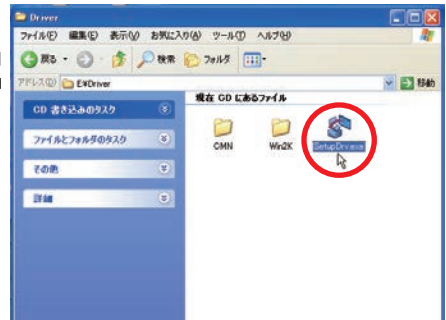 Driver
ファイル(F) 編集(E) 表示(V) お気に入り(A) ツール(T) ヘルプ(H)
戻る 検索 フォルダ
アドレス(D) E:¥Driver 移動
現在 CD にあるファイル
CD 書き込みのタスク
ファイルとフォルダのタスク
その他
詳細
CMN Win2K SetupDrv.exe